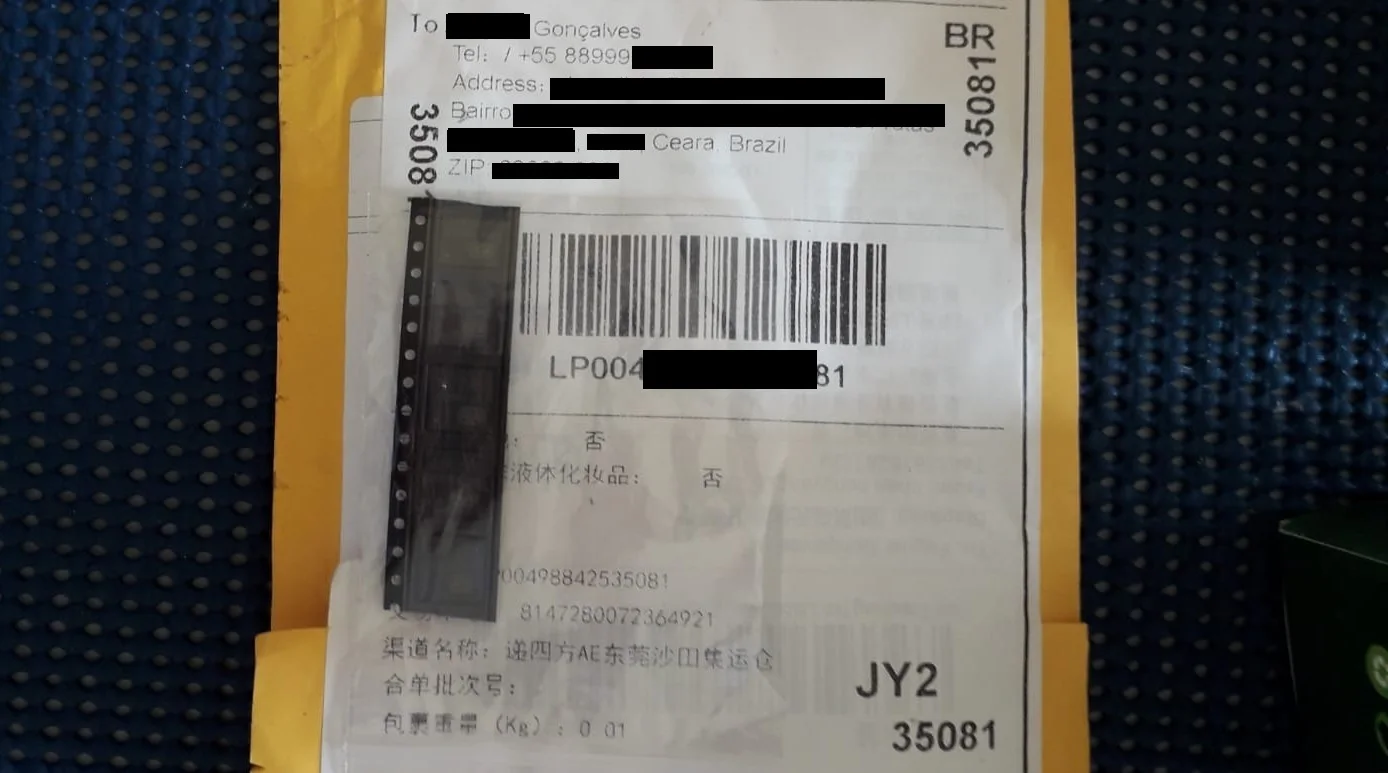 To Gonçalves
BR
35081
Tel: / +55 88999
Address:
Bairro
35081
, Ceara, Brazil
ZIP
LP004 81
: 否
液体化妆品: 否
00498842535081
8147280072364921
渠道名称: 递四方AE东莞沙田集运仓
合单批次号:
包裹重量 (Kg) : 0 01
JY2
35081